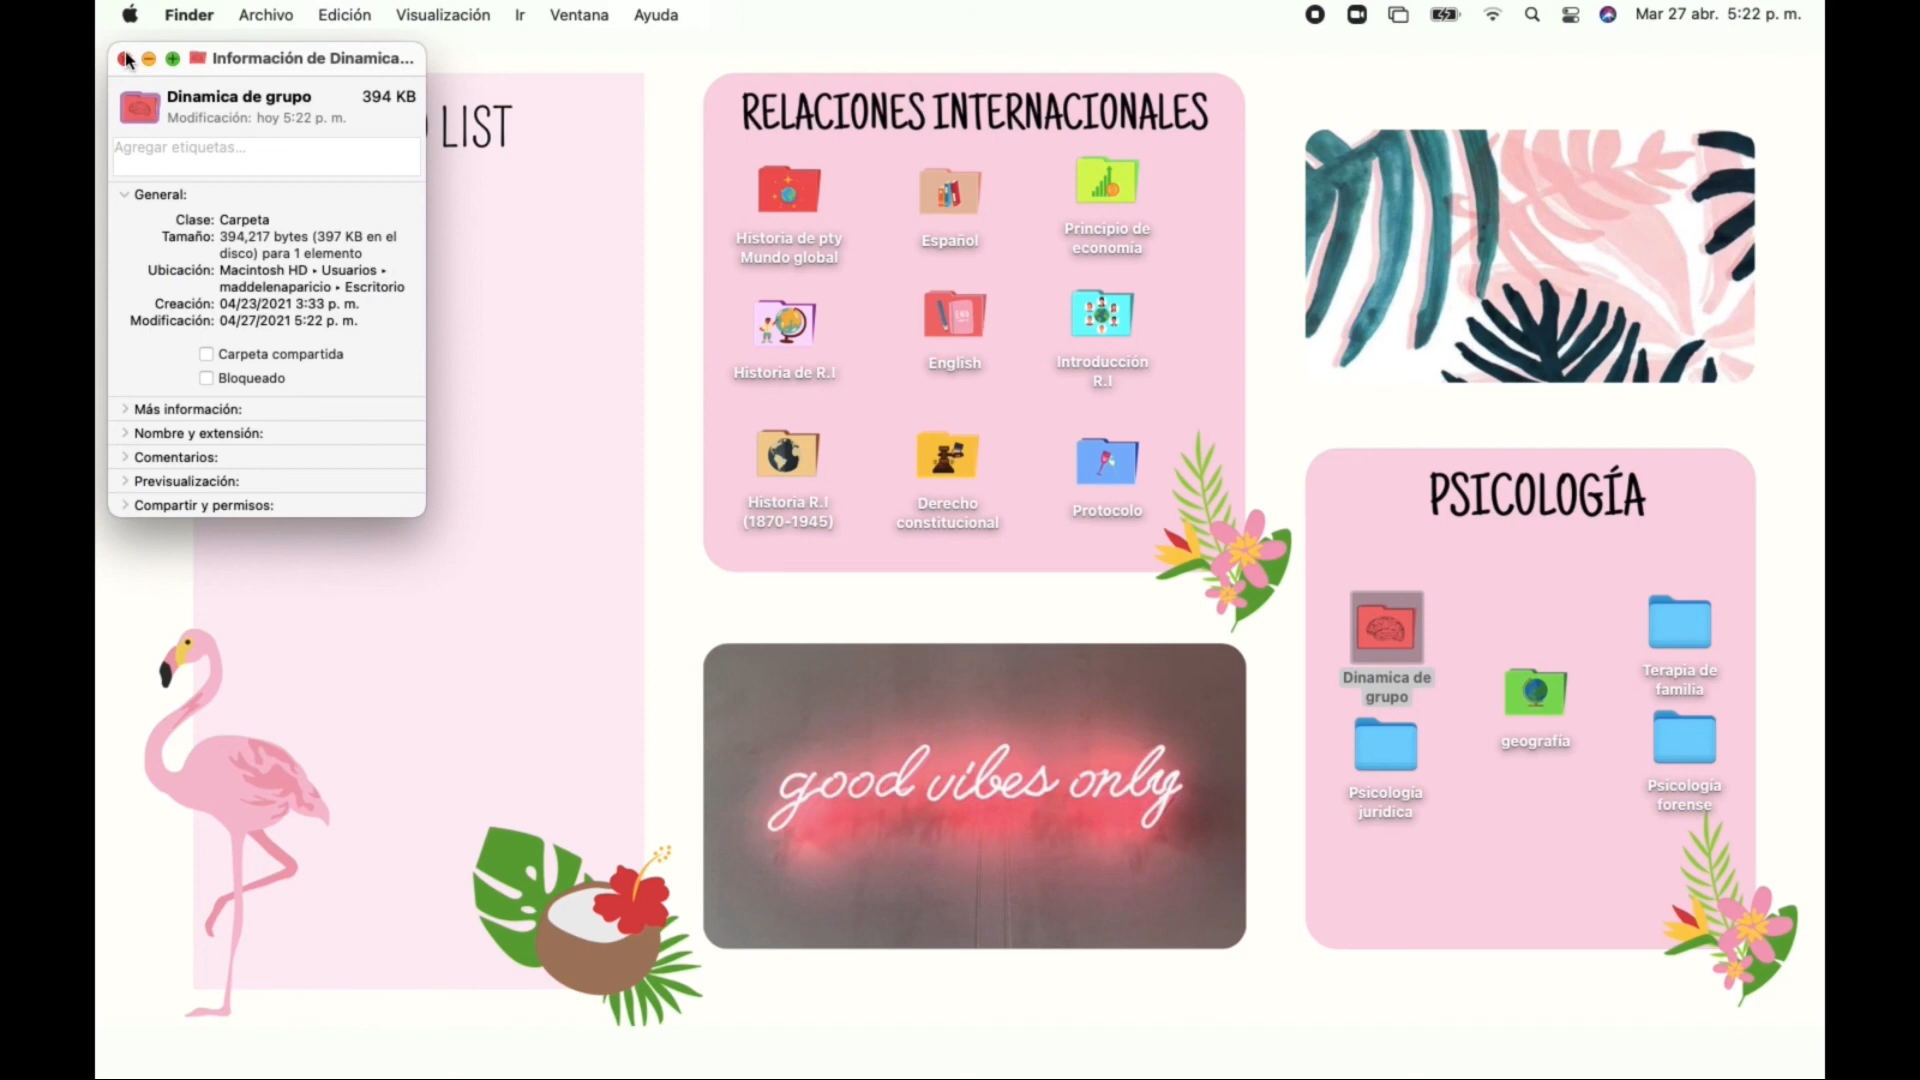 Finder Archivo Edición Visualización Ir Ventana Ayuda
Mar 27 abr. 5:22 p. m.
Información de Dinamica...
Dinamica de grupo 394 KB
Modificación: hoy 5:22 p. m.
Agregar etiquetas...
General:
Clase: Carpeta
Tamaño: 394,217 bytes (397 KB en el
disco) para 1 elemento
Ubicación: Macintosh HD ▸ Usuarios ▸
maddelenaparicio ▸ Escritorio
Creación: 04/23/2021 3:33 p. m.
Modificación: 04/27/2021 5:22 p. m.
Carpeta compartida
Bloqueado
Más información:
Nombre y extensión:
Comentarios:
Previsualización:
Compartir y permisos:
LIST
RELACIONES INTERNACIONALES
Historia de pty
Mundo global
Español
Principio de
economía
Historia de R.I
English
Introducción
R.I
Historia R.I
(1870-1945)
Derecho
constitucional
Protocolo
good vibes only
PSICOLOGÍA
Dinamica de
grupo
geografía
Terapia de
familia
Psicología
juridica
Psicología
forense